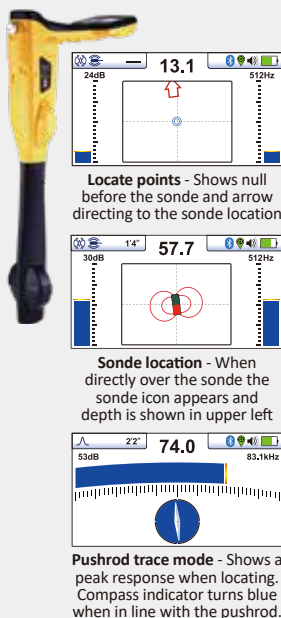 13.1
24dB 512Hz
Locate points - Shows null
before the sonde and arrow
directing to the sonde location
1'4" 57.7
30dB 512Hz
Sonde location - When
directly over the sonde the
sonde icon appears and
depth is shown in upper left
2'2" 74.0
53dB 83.1kHz
Pushrod trace mode - Shows a
peak response when locating.
Compass indicator turns blue
when in line with the pushrod.